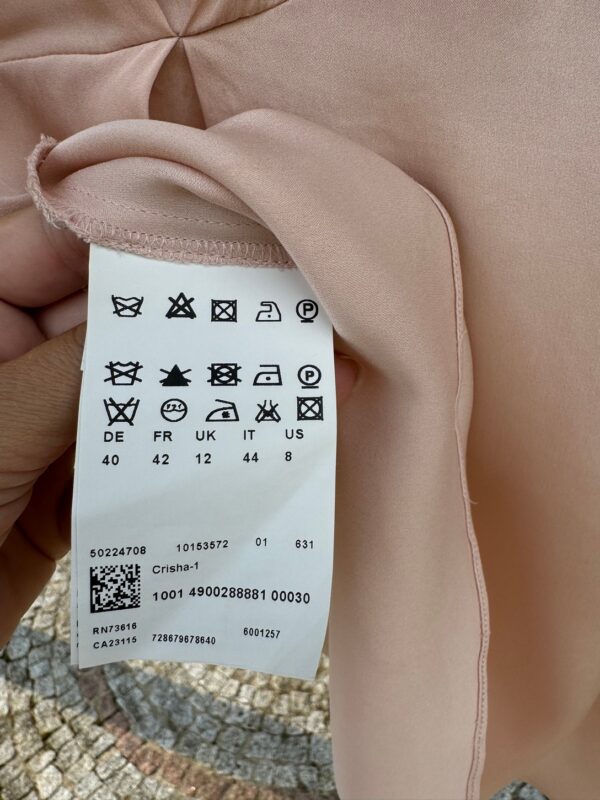 P
P
DE FR UK IT US
40 42 12 44 8
50224708 10153572 01 631
Crisha-1
1001 4900288881 00030
RN73616
CA23115 728679678640 6001257